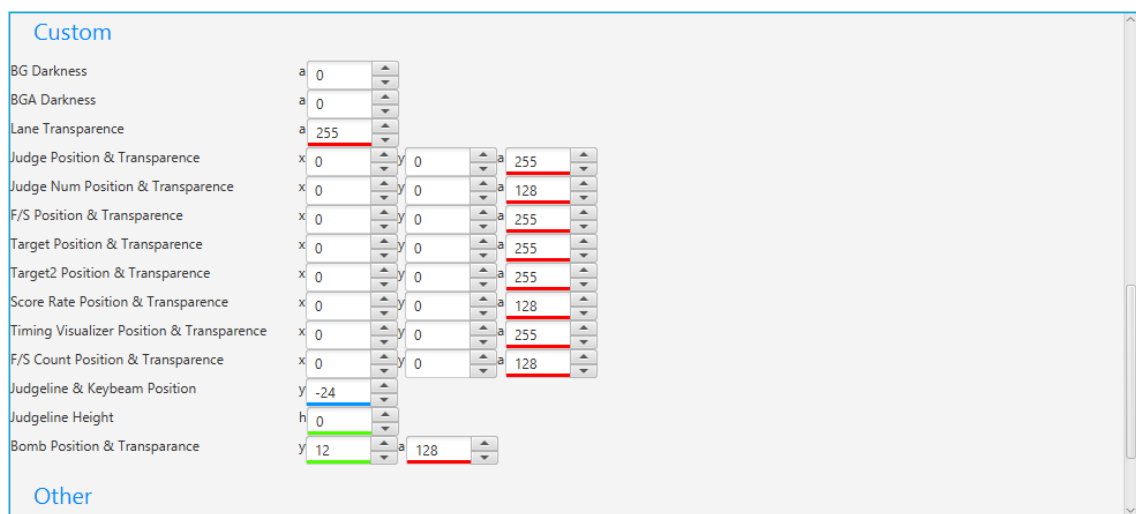 Custom
BG Darkness a 0
BGA Darkness a 0
Lane Transparence a 255
Judge Position & Transparence x 0 y 0 a 255
Judge Num Position & Transparence x 0 y 0 a 128
F/S Position & Transparence x 0 y 0 a 255
Target Position & Transparence x 0 y 0 a 255
Target2 Position & Transparence x 0 y 0 a 255
Score Rate Position & Transparence x 0 y 0 a 128
Timing Visualizer Position & Transparence x 0 y 0 a 255
F/S Count Position & Transparence x 0 y 0 a 128
Judgeline & Keybeam Position y -24
Judgeline Height h 0
Bomb Position & Transparance y 12 a 128
Other